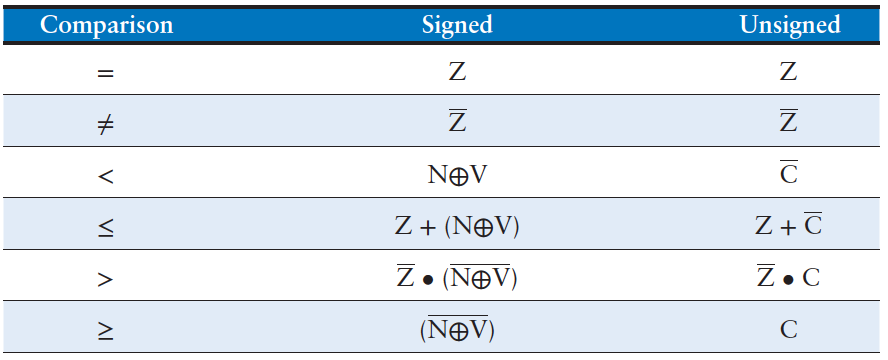 Comparison Signed Unsigned
= Z Z
≠ Z̅ Z̅
< N⊕V C̅
≤ Z + (N⊕V) Z + C̅
> Z̅ • (N̅⊕̅V̅) Z̅ • C
≥ (N̅⊕̅V̅) C